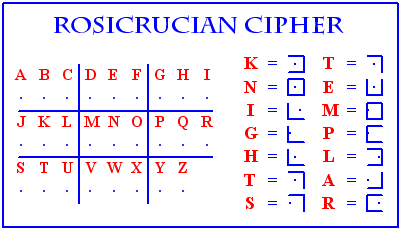 ROSICRUCIAN CIPHER
A B C D E F G H I
J K L M N O P Q R
S T U V W X Y Z
K = T =
N = E =
I = M =
G = P =
H = L =
T = A =
S = R =